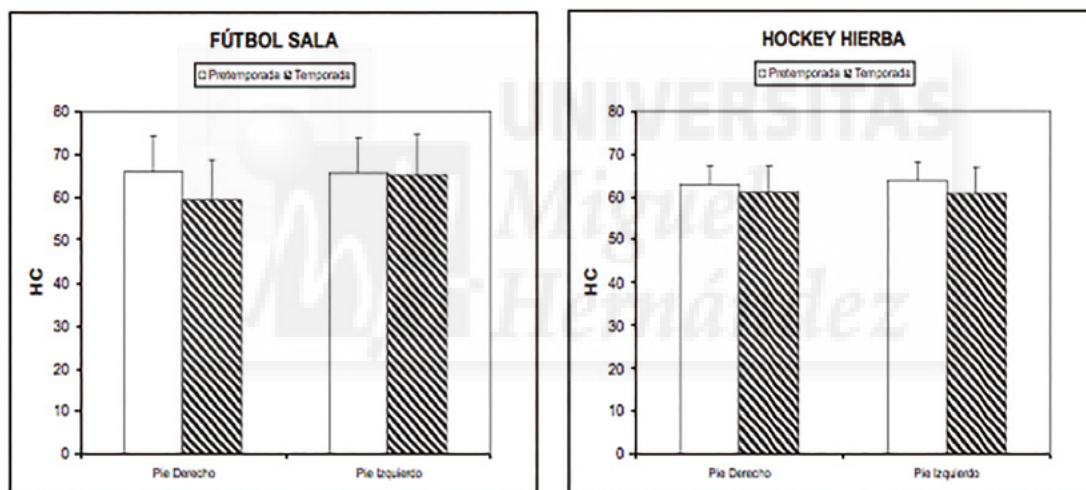 FÚTBOL SALA
Pretemporada Temporada
80
70
60
50
40
30
20
10
0
HC
Pie Derecho Pie Izquierdo
HOCKEY HIERBA
Pretemporada Temporada
80
70
60
50
40
30
20
10
0
HC
Pie Derecho Pie Izquierdo
UNIVERSITAS
Miguel
Hernández